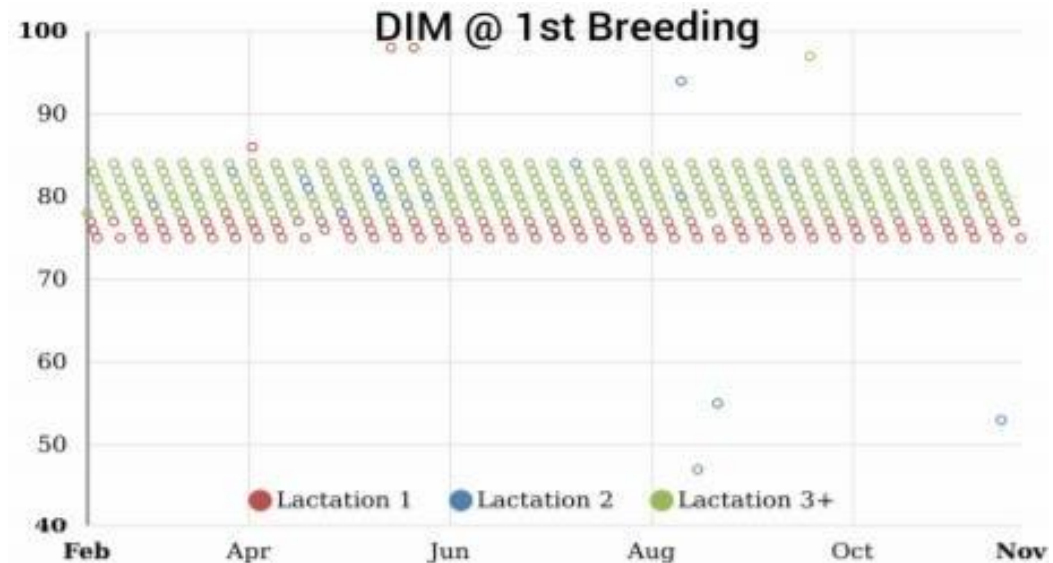 DIM @ 1st Breeding
100
90
80
70
60
50
40
Lactation 1 Lactation 2 Lactation 3+
Feb Apr Jun Aug Oct Nov